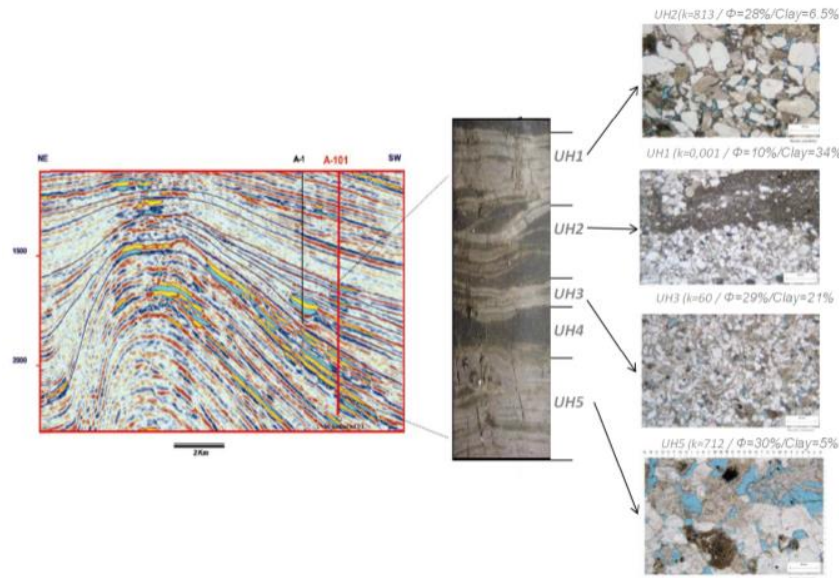 UH2(k=813 / Φ=28%/Clay=6.5%
NE
A-1
A-101
SW
1500
2Km
UH1
UH2
UH3
UH4
UH5
UH1 (k=0,001 / Φ=10%/Clay=34%
UH3 (k=60 / Φ=29%/Clay=21%
UH5 (k=712 / Φ=30%/Clay=5%